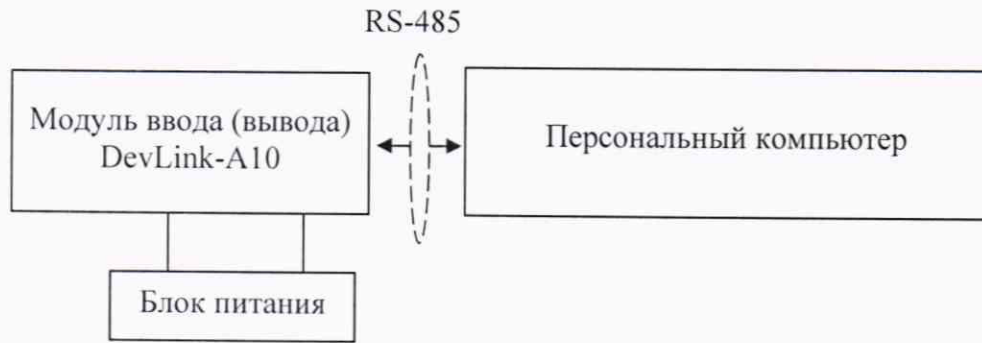 RS-485
Модуль ввода (вывода)
DevLink-A10
Персональный компьютер
Блок питания